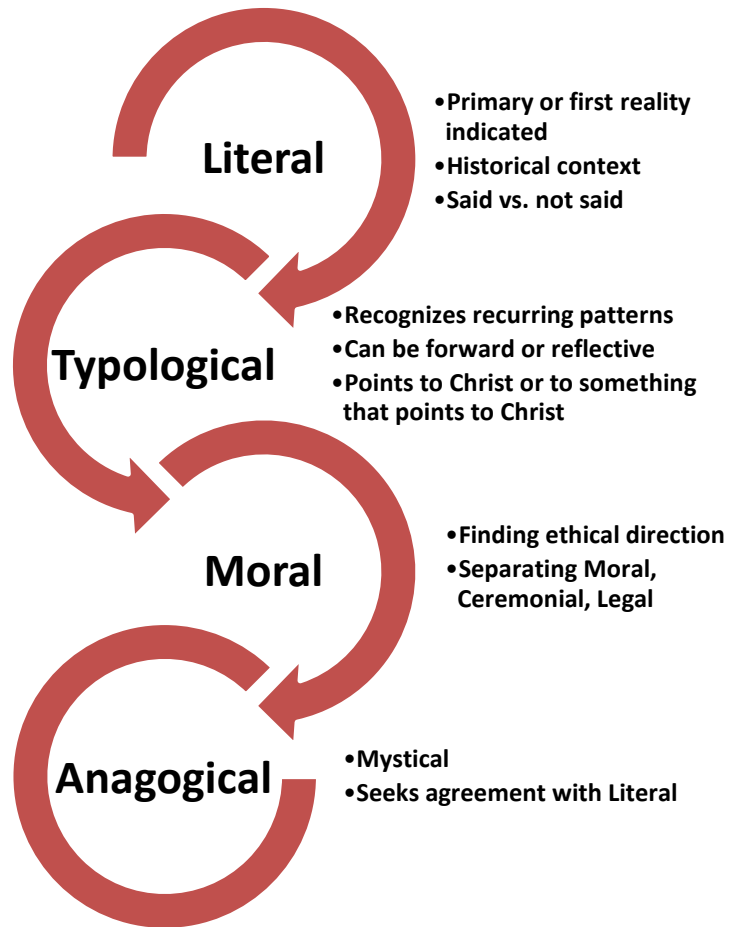 Literal
•Primary or first reality
indicated
•Historical context
•Said vs. not said
Typological
•Recognizes recurring patterns
•Can be forward or reflective
•Points to Christ or to something
that points to Christ
Moral
•Finding ethical direction
•Separating Moral,
Ceremonial, Legal
Anagogical
•Mystical
•Seeks agreement with Literal